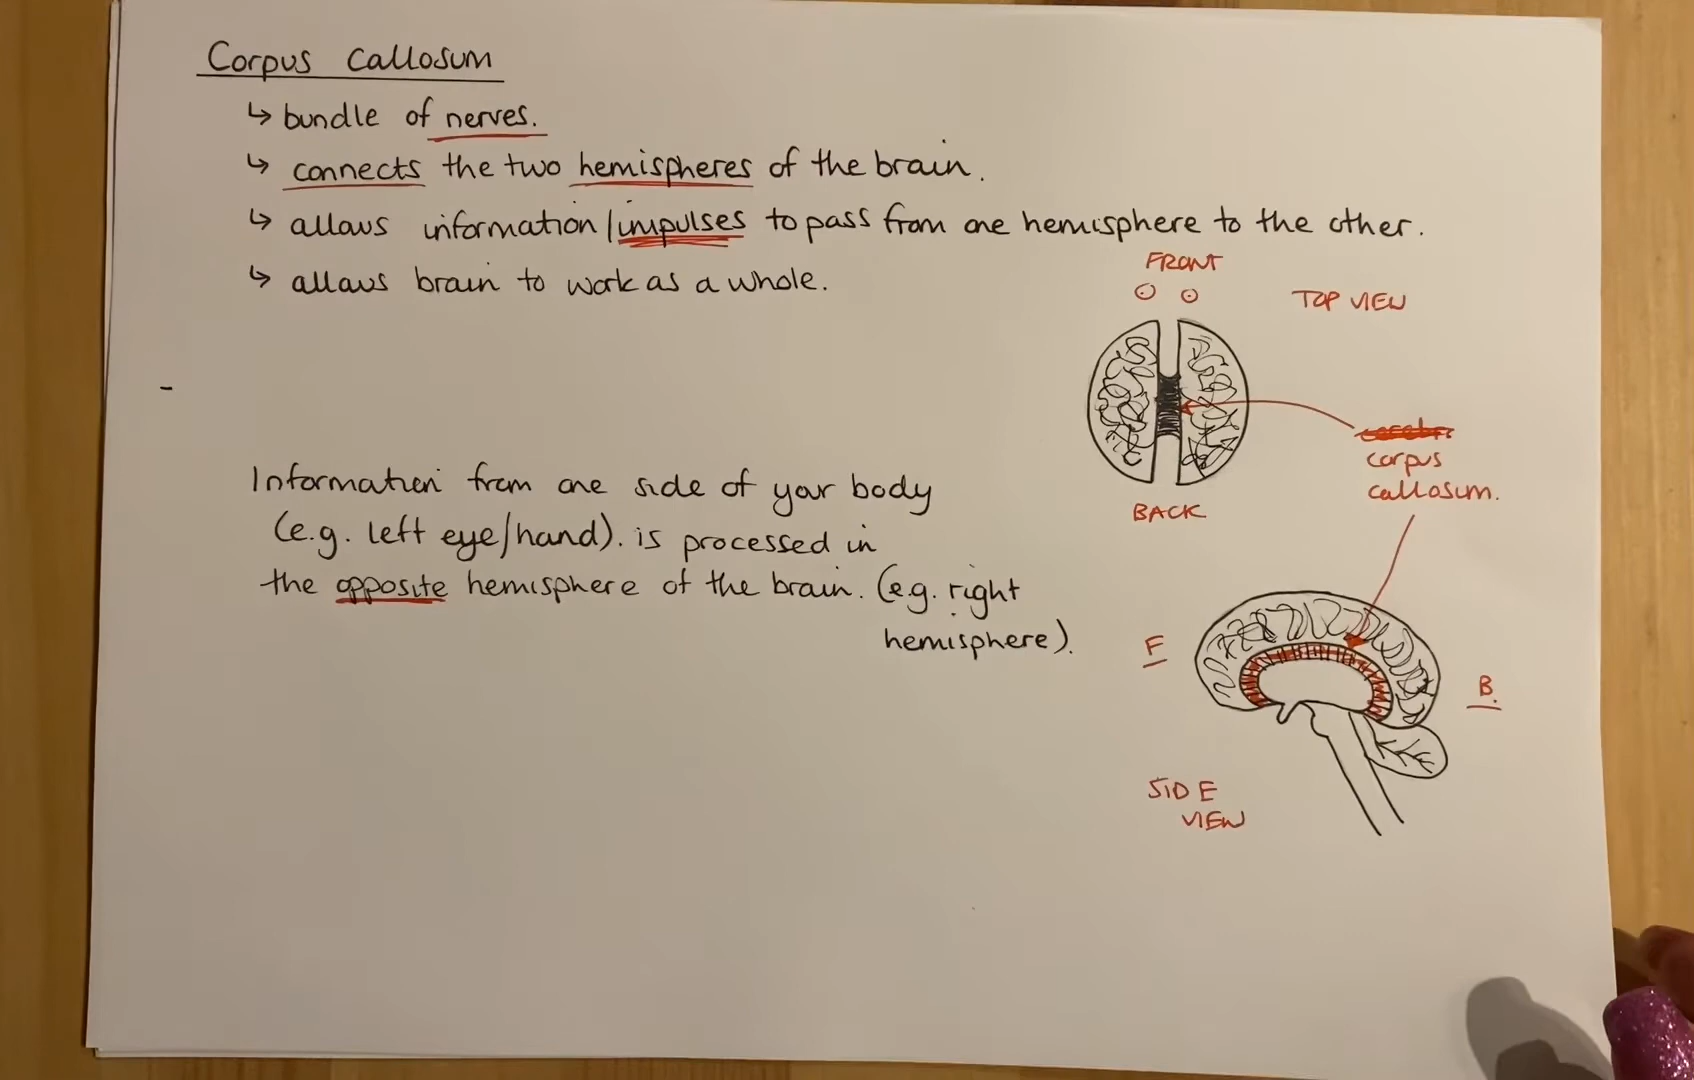 Corpus Callosum
↳ bundle of nerves.
↳ connects the two hemispheres of the brain.
↳ allows information/impulses to pass from one hemisphere to the other.
↳ allows brain to work as a whole.
FRONT
TOP VIEW
-
corpus
callosum.
BACK
Information from one side of your body
(e.g. left eye/hand). is processed in
the opposite hemisphere of the brain. (e.g. right
hemisphere).
F
B.
SIDE
VIEW